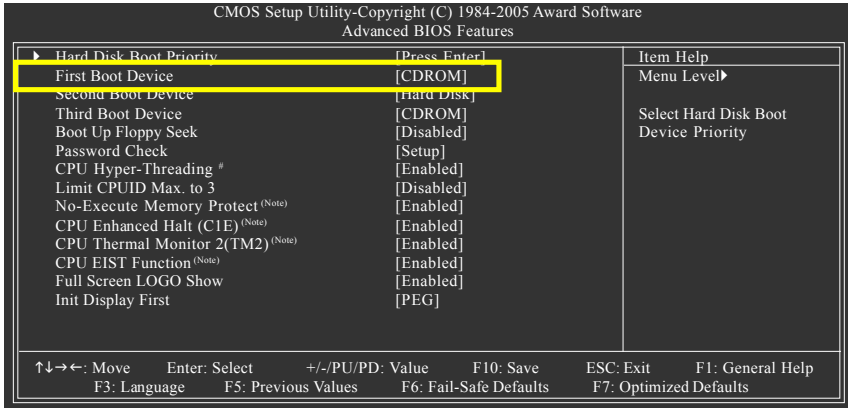 CMOS Setup Utility-Copyright (C) 1984-2005 Award Software
Advanced BIOS Features
▶ Hard Disk Boot Priority [Press Enter] Item Help
First Boot Device [CDROM] Menu Level▶
Second Boot Device [Hard Disk]
Third Boot Device [CDROM] Select Hard Disk Boot
Boot Up Floppy Seek [Disabled] Device Priority
Password Check [Setup]
CPU Hyper-Threading # [Enabled]
Limit CPUID Max. to 3 [Disabled]
No-Execute Memory Protect (Note) [Enabled]
CPU Enhanced Halt (C1E) (Note) [Enabled]
CPU Thermal Monitor 2(TM2) (Note) [Enabled]
CPU EIST Function (Note) [Enabled]
Full Screen LOGO Show [Enabled]
Init Display First [PEG]
↑↓→←: Move Enter: Select +/-/PU/PD: Value F10: Save ESC: Exit F1: General Help
F3: Language F5: Previous Values F6: Fail-Safe Defaults F7: Optimized Defaults